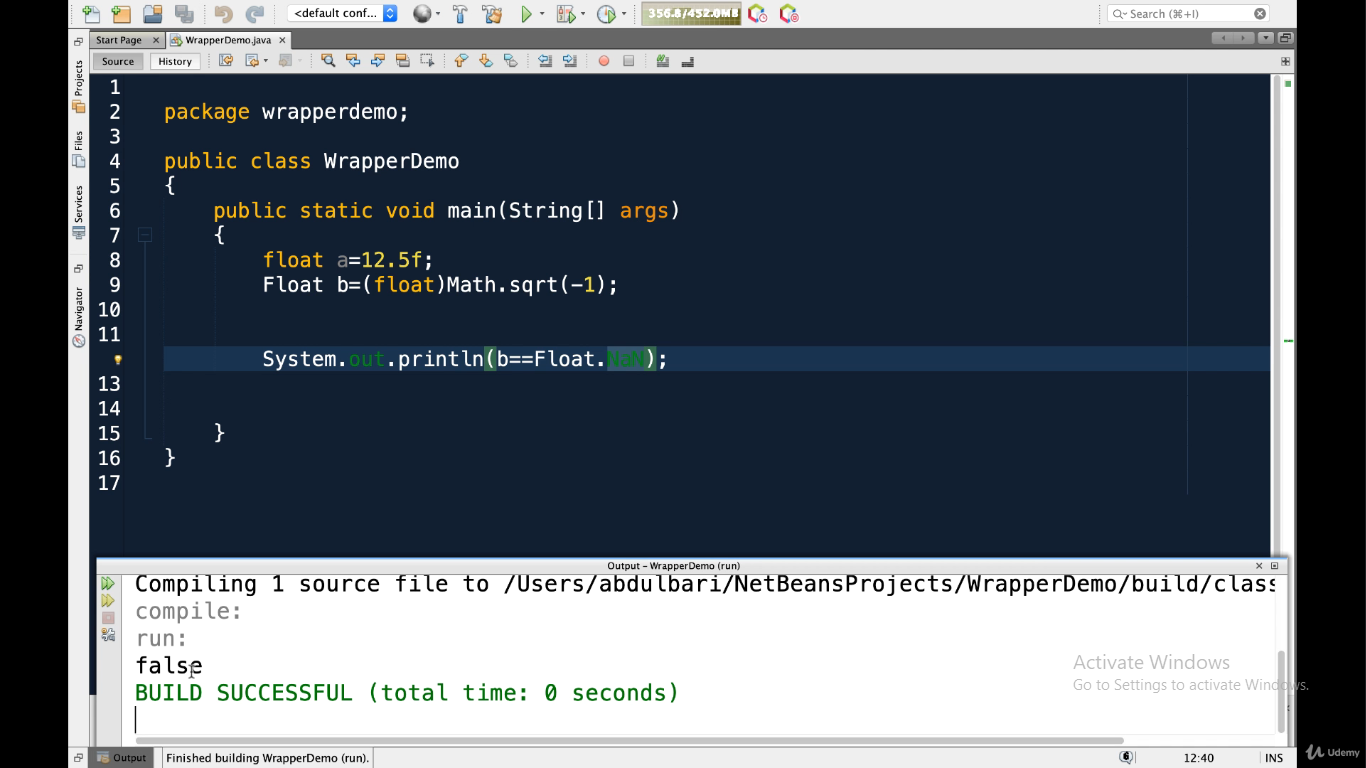 <default conf...
356.8/452.0MB
Search (⌘+I)
Start Page
WrapperDemo.java
Source
History
Projects
Files
Services
Navigator
1
2 package wrapperdemo;
3
4 public class WrapperDemo
5 {
6 public static void main(String[] args)
7 {
8 float a=12.5f;
9 Float b=(float)Math.sqrt(-1);
10
11
System.out.println(b==Float.NaN);
13
14
15 }
16 }
17
Output - WrapperDemo (run)
Compiling 1 source file to /Users/abdulbari/NetBeansProjects/WrapperDemo/build/class
compile:
run:
false
BUILD SUCCESSFUL (total time: 0 seconds)
Activate Windows
Go to Settings to activate Windows.
Output
Finished building WrapperDemo (run).
6
12:40
INS
Udemy